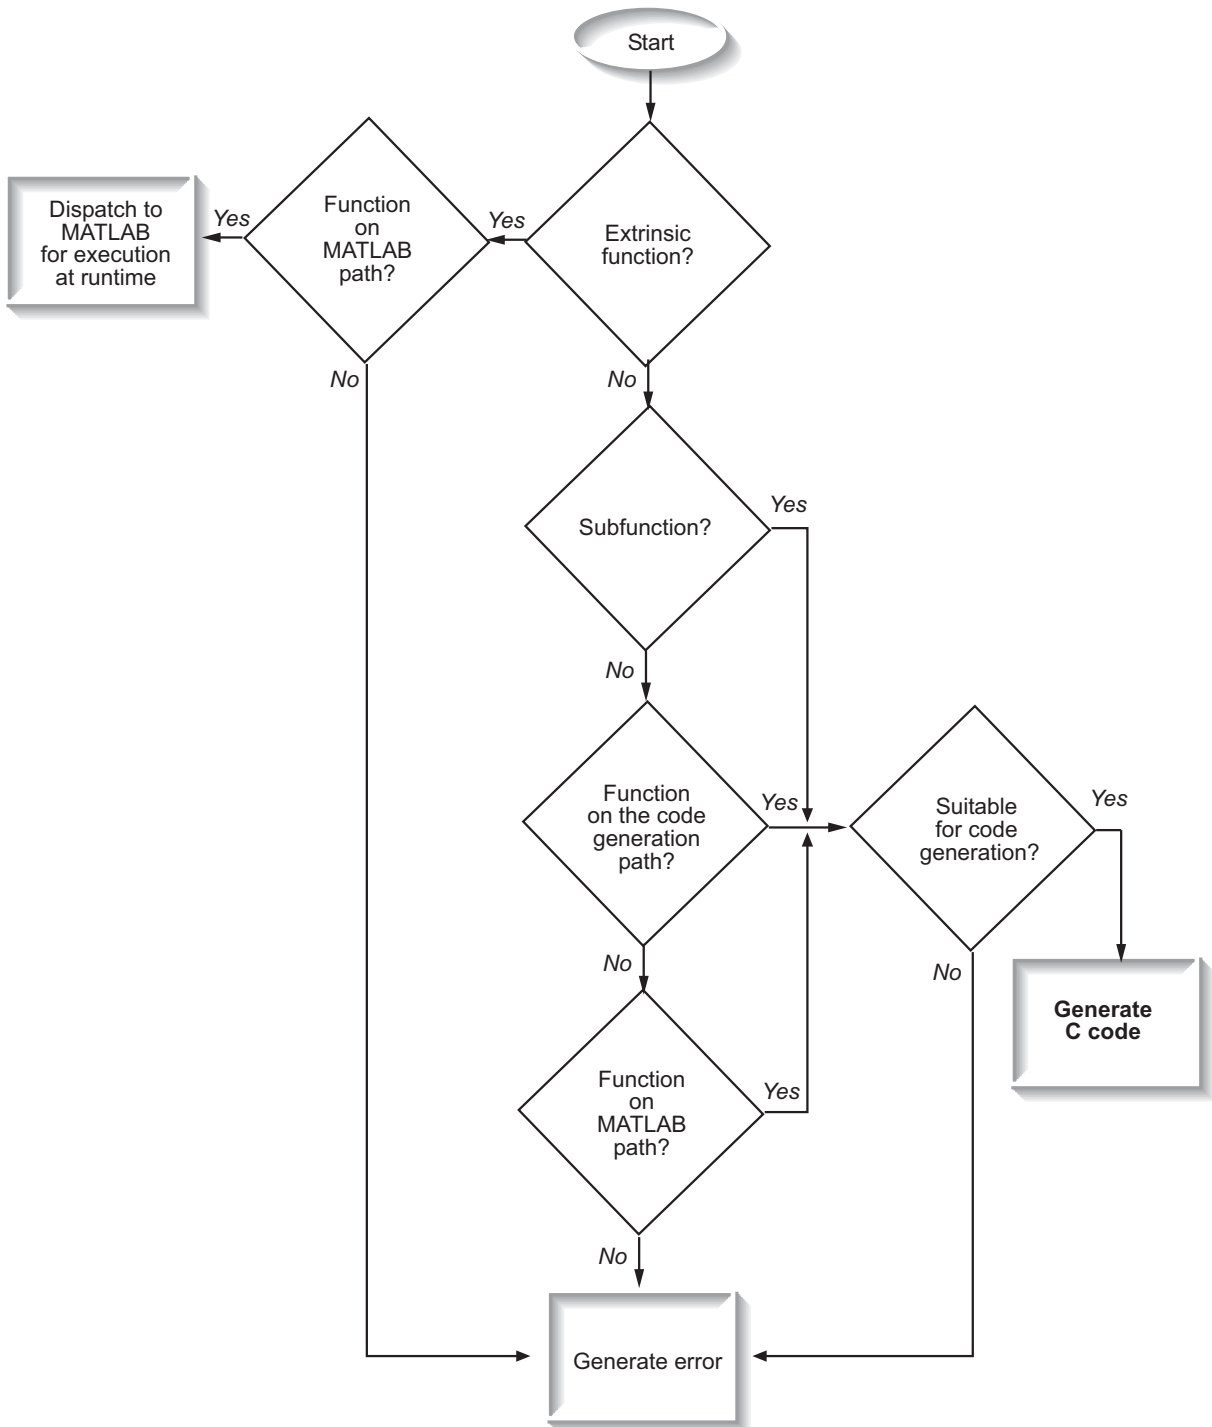 Start
Extrinsic
function?
Yes
Function
on
MATLAB
path?
Yes
Dispatch to
MATLAB
for execution
at runtime
No
No
Subfunction?
Yes
No
Function
on the code
generation
path?
Yes
Suitable
for code
generation?
Yes
No
No
Generate
C code
Function
on
MATLAB
path?
Yes
No
Generate error